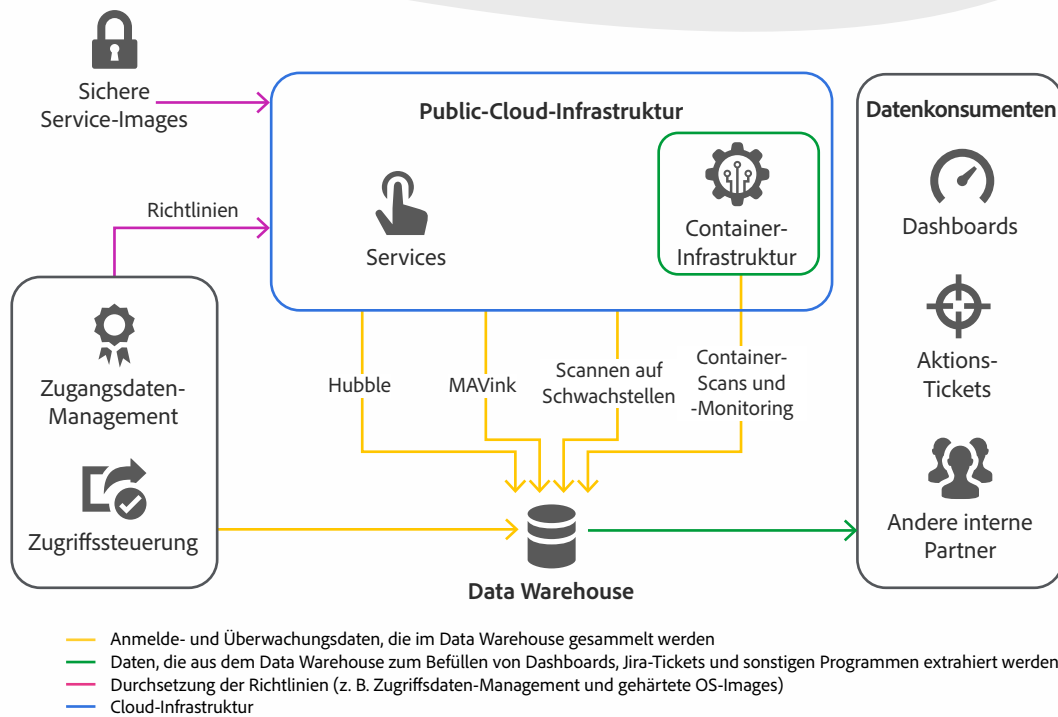 Sichere
Service-Images
Public-Cloud-Infrastruktur
Services
Container-
Infrastruktur
Richtlinien
Zugangsdaten-
Management
Zugriffssteuerung
Hubble
MAVink
Scannen auf
Schwachstellen
Container-
Scans und
-Monitoring
Data Warehouse
Datenkonsumenten
Dashboards
Aktions-
Tickets
Andere interne
Partner
Anmelde- und Überwachungsdaten, die im Data Warehouse gesammelt werden
Daten, die aus dem Data Warehouse zum Befüllen von Dashboards, Jira-Tickets und sonstigen Programmen extrahiert werden
Durchsetzung der Richtlinien (z. B. Zugriffsdaten-Management und gehärtete OS-Images)
Cloud-Infrastruktur